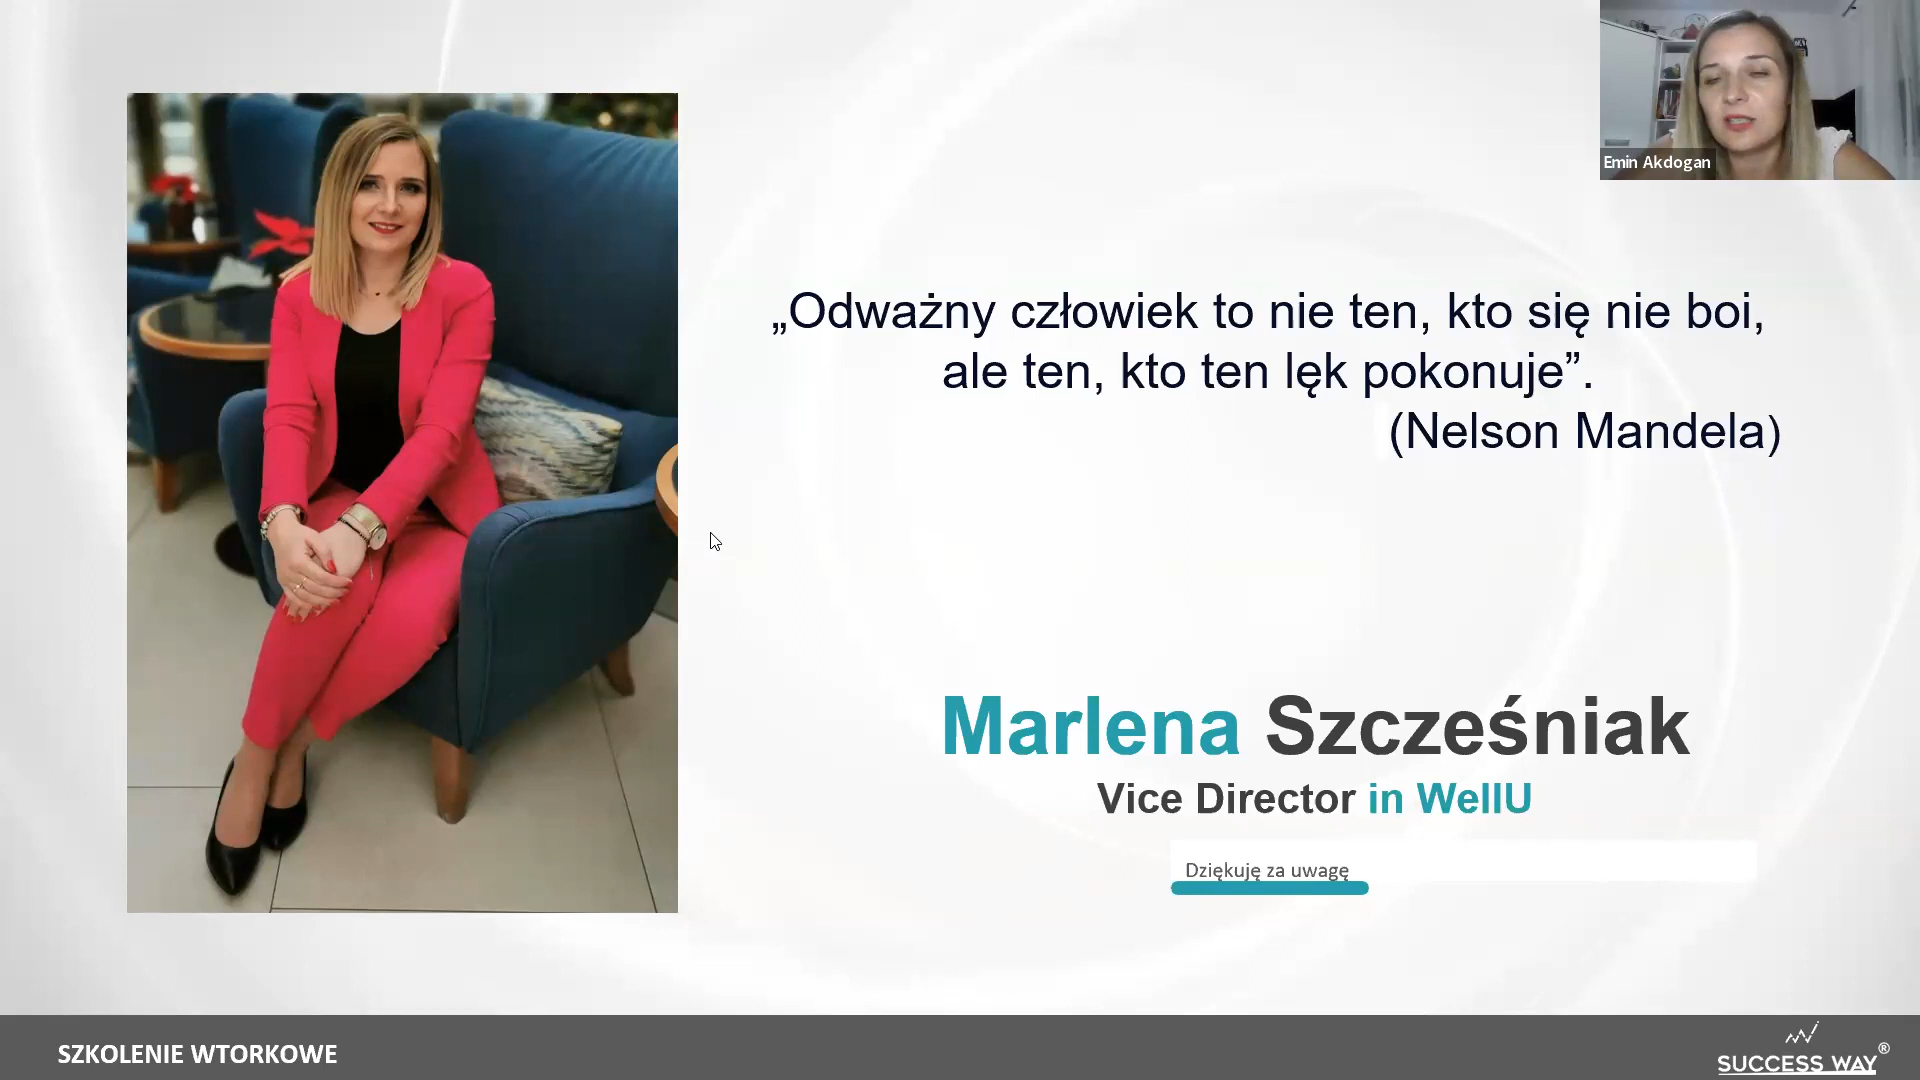 Emin Akdogan
„Odważny człowiek to nie ten, kto się nie boi,
ale ten, kto ten lęk pokonuje”.
(Nelson Mandela)
Marlena Szcześniak
Vice Director in WellU
Dziękuję za uwagę
SZKOLENIE WTORKOWE
SUCCESS WAY®